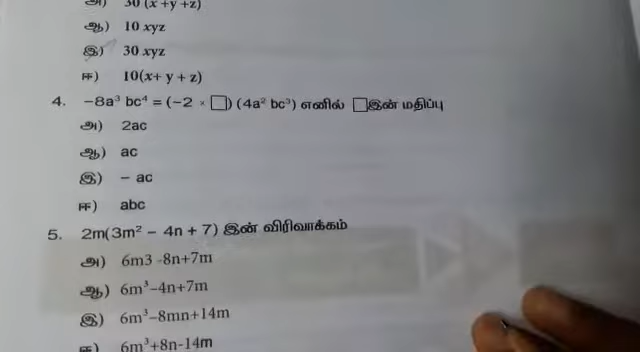 அ) 30 (x +y +z)
ஆ) 10 xyz
இ) 30 xyz
ஈ) 10(x+ y + z)
4. −8a³ bc⁴ = (−2 × □) (4a² bc³) எனில் □இன் மதிப்பு
அ) 2ac
ஆ) ac
இ) − ac
ஈ) abc
5. 2m(3m² − 4n + 7) இன் விரிவாக்கம்
அ) 6m3 -8n+7m
ஆ) 6m³−4n+7m
இ) 6m³−8mn+14m
ஈ) 6m³+8n-14m